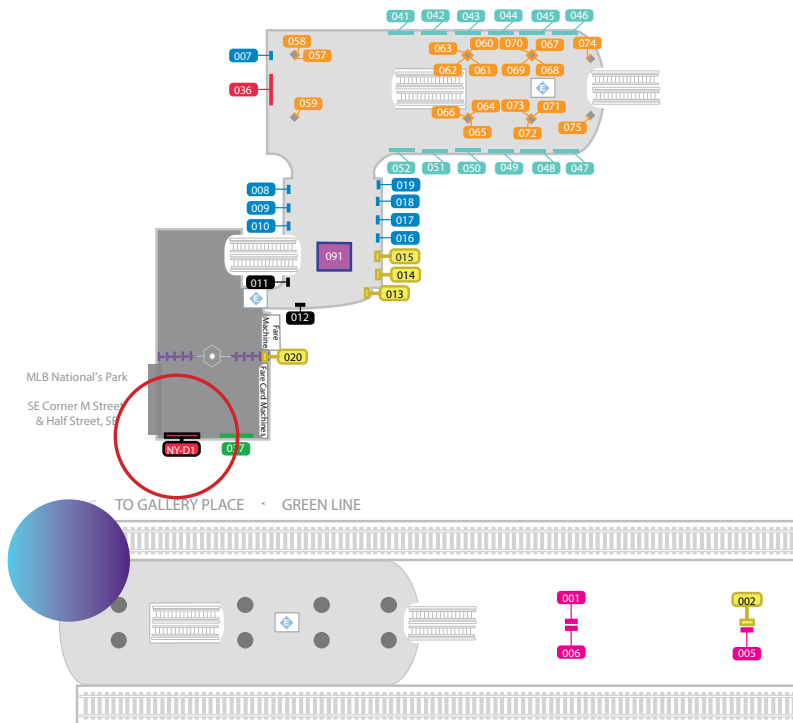 041 042 043 044 045 046
058 060 070 067 074
007 057 063
062 061 069 068
036
059 066 064 073 071
065 072 075
052 051 050 049 048 047
008 019
009 018
010 017
016
091 015
011 014
013
E
012
Fare
Machine
020
Fare Card Machines
MLB National's Park
SE Corner M Street
& Half Street, SE
NY-D1
TO GALLERY PLACE < GREEN LINE
001 002
E
006 005